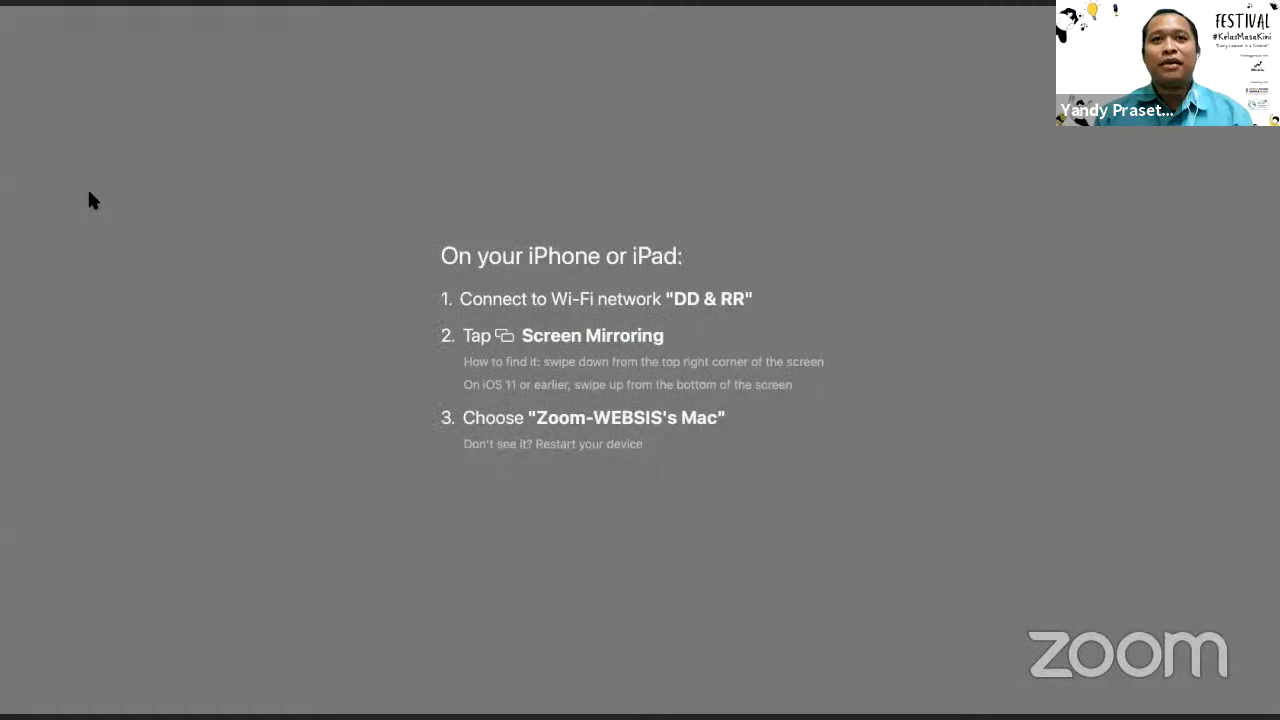 FESTIVAL
#KelasMasaKini
Yandy Praset...
On your iPhone or iPad:
1. Connect to Wi-Fi network "DD & RR"
2. Tap Screen Mirroring
How to find it: swipe down from the top right corner of the screen
On iOS 11 or earlier, swipe up from the bottom of the screen
3. Choose "Zoom-WEBSIS's Mac"
Don't see it? Restart your device
zoom